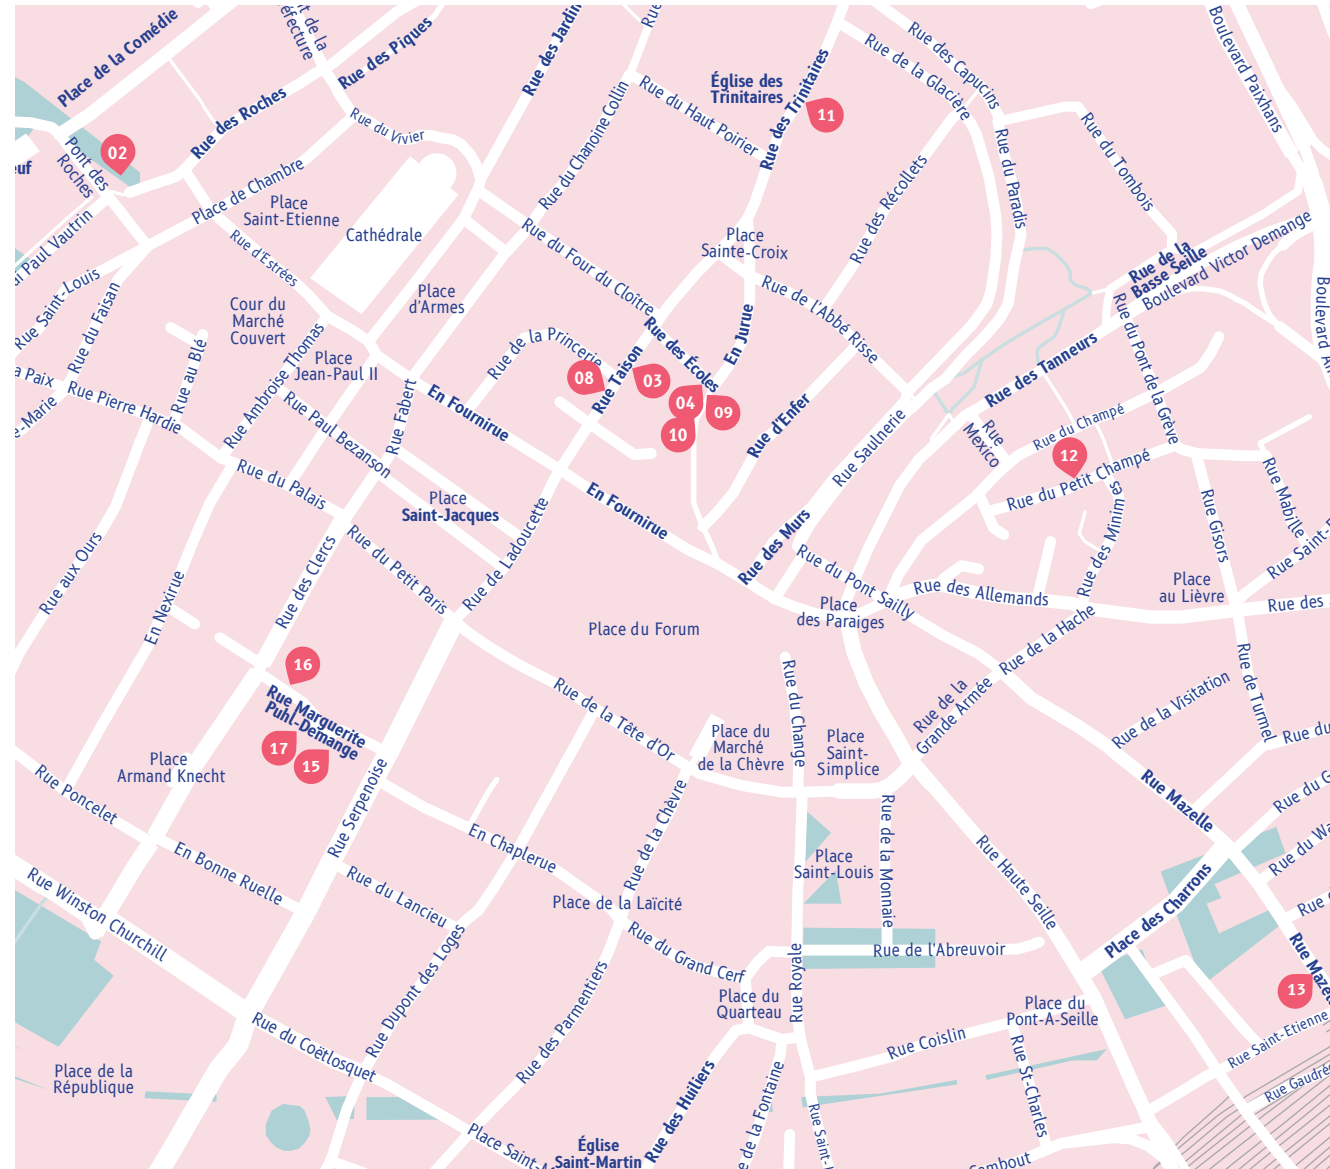 Place de la Comédie
Rue des Piques
Rue des Roches
Pont des
Roches
02
Rue du Vivier
Place de Chambre
Place
Saint-Etienne
Cathédrale
Rue d'Estrées
Rue Saint-Louis
Rue du Faisan
Cour du
Marché
Couvert
Place
d'Armes
Rue au Blé
Rue Ambroise Thomas
Place
Jean-Paul II
Rue Pierre Hardie
Rue Paul Bezanson
Rue Fabert
Rue du Chanoine Collin
Rue du Haut Poirier
Église des
Trinitaires
Rue des Trinitaires
11
Rue de la Glacière
Rue des Capucins
Boulevard Paixhans
Rue du Paradis
Rue du Tombois
Rue des Récollets
Place
Sainte-Croix
Rue du Four du Cloître
Rue de l'Abbé Risse
Rue de la
Basse Seille
Boulevard Victor Demange
Rue de la Princerie
Rue des Écoles
En Jurue
Rue Taison
08
03
04
09
10
Rue d'Enfer
Rue des Tanneurs
Rue du Pont de la Grève
En Fournirue
Rue Saulnerie
Rue
Mexico
Rue du Champé
12
Rue du Petit Champé
Rue du Palais
Place
Saint-Jacques
Rue de Ladoucette
En Fournirue
Rue des Murs
Rue des Minimes
Rue Gisors
Rue Mabille
Rue aux Ours
En Nexirue
Rue des Clercs
Rue du Petit Paris
Rue du Pont Sailly
Rue des Allemands
Place
au Lièvre
Rue des
Place
des Paraiges
Place du Forum
Rue de la Hache
16
Rue Marguerite
Puhl-Demange
17
15
Rue de la Tête d'Or
Rue du Change
Rue de la
Grande Armée
Rue de la Visitation
Rue de Turmel
Place
Armand Knecht
Place du
Marché
de la Chèvre
Place
Saint-
Simplice
Rue Poncelet
Rue Serpenoise
Rue Mazelle
En Bonne Ruelle
En Chaplerue
Rue de la Chèvre
Rue de la Monnaie
Place
Saint-Louis
Rue Haute Seille
Rue Winston Churchill
Rue du Lancieu
Place de la Laïcité
Place des Charrons
Rue Dupont des Loges
Rue du Grand Cerf
Rue Royale
Rue de l'Abreuvoir
13
Place du
Quarteau
Place du
Pont-A-Seille
Rue des Parmentiers
Rue Coislin
Rue St-Charles
Rue Saint-Etienne
Rue du Coëtlosquet
Place de la
République
Rue des Huiliers
Église
Saint-Martin